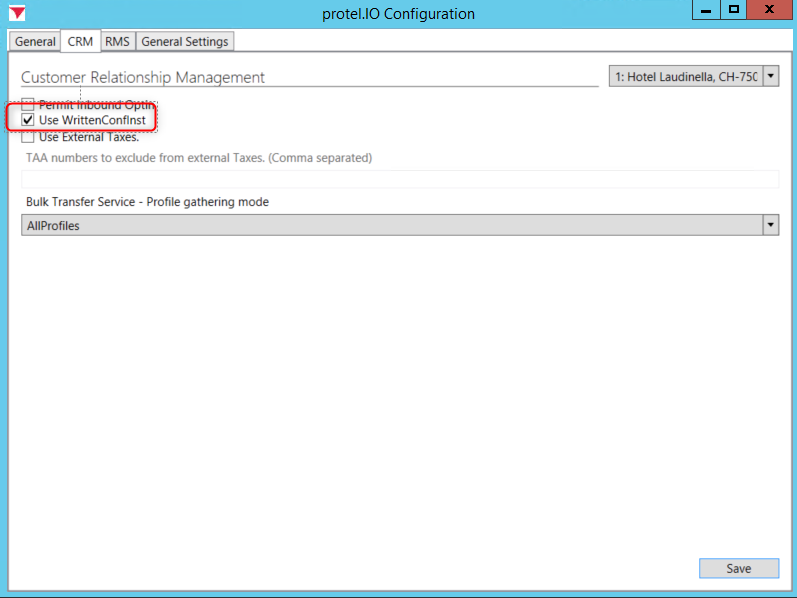 protel.IO Configuration
General CRM RMS General Settings
Customer Relationship Management
1: Hotel Laudinella, CH-750
Permit Inbound Optin
Use WrittenConfInst
Use External Taxes.
TAA numbers to exclude from external Taxes. (Comma separated)
Bulk Transfer Service - Profile gathering mode
AllProfiles
Save